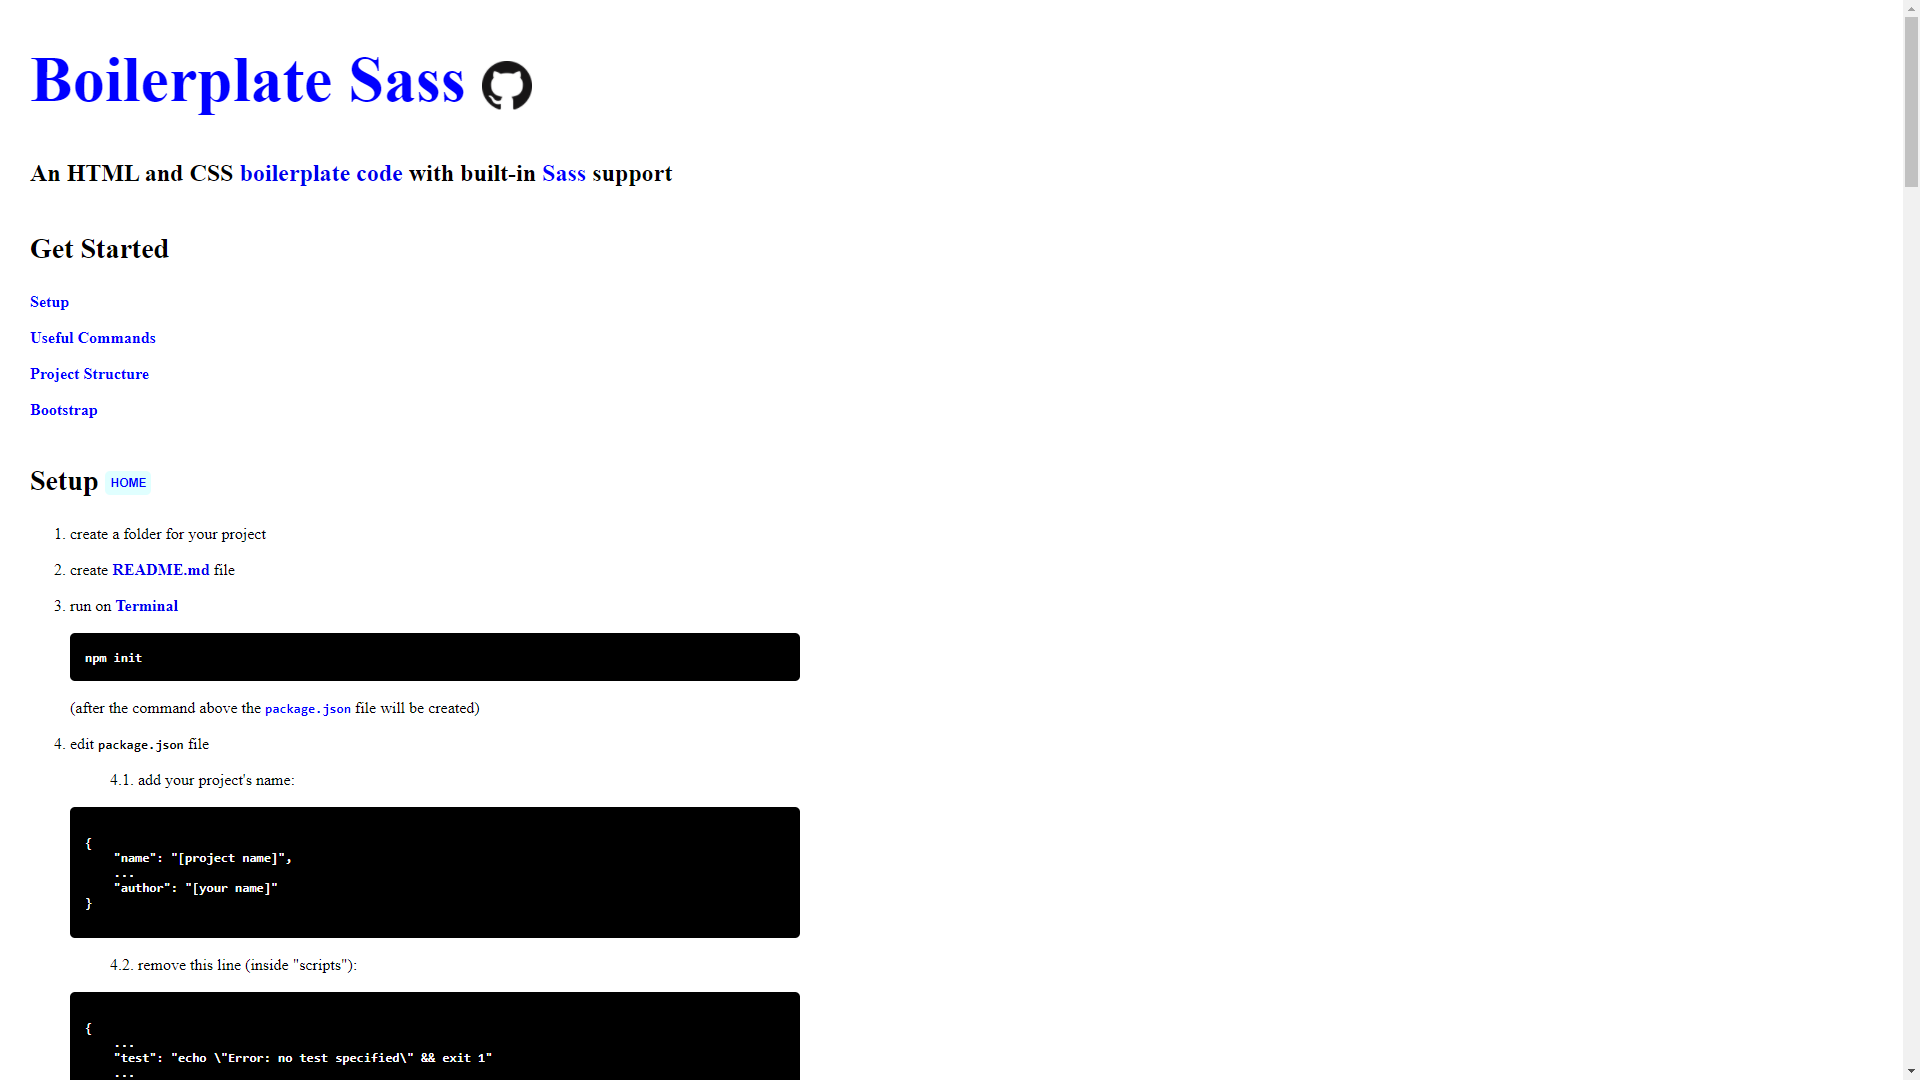 Boilerplate Sass
An HTML and CSS boilerplate code with built-in Sass support
Get Started
Setup
Useful Commands
Project Structure
Bootstrap
Setup HOME
1. create a folder for your project
2. create README.md file
3. run on Terminal
npm init
(after the command above the package.json file will be created)
4. edit package.json file
4.1. add your project's name:
{
"name": "[project name]",
...
"author": "[your name]"
}
4.2. remove this line (inside "scripts"):
{
...
"test": "echo \"Error: no test specified\" && exit 1"
...